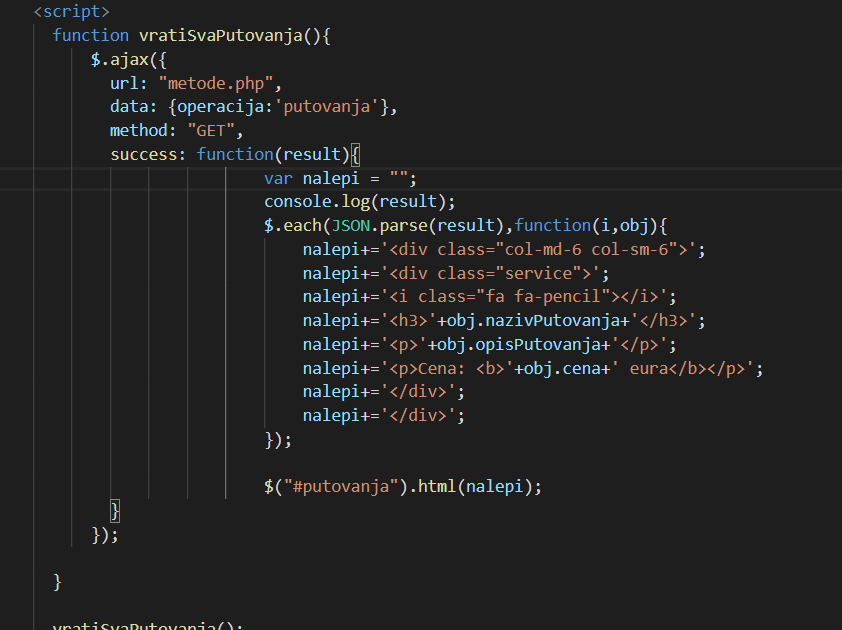 <script>
function vratiSvaPutovanja(){
$.ajax({
url: "metode.php",
data: {operacija:'putovanja'},
method: "GET",
success: function(result){
var nalepi = "";
console.log(result);
$.each(JSON.parse(result),function(i,obj){
nalepi+='<div class="col-md-6 col-sm-6">';
nalepi+='<div class="service">';
nalepi+='<i class="fa fa-pencil"></i>';
nalepi+='<h3>'+obj.nazivPutovanja+'</h3>';
nalepi+='<p>'+obj.opisPutovanja+'</p>';
nalepi+='<p>Cena: <b>'+obj.cena+' eura</b></p>';
nalepi+='</div>';
nalepi+='</div>';
});
$("#putovanja").html(nalepi);
}
});
}
vratiSvaPutovanja();